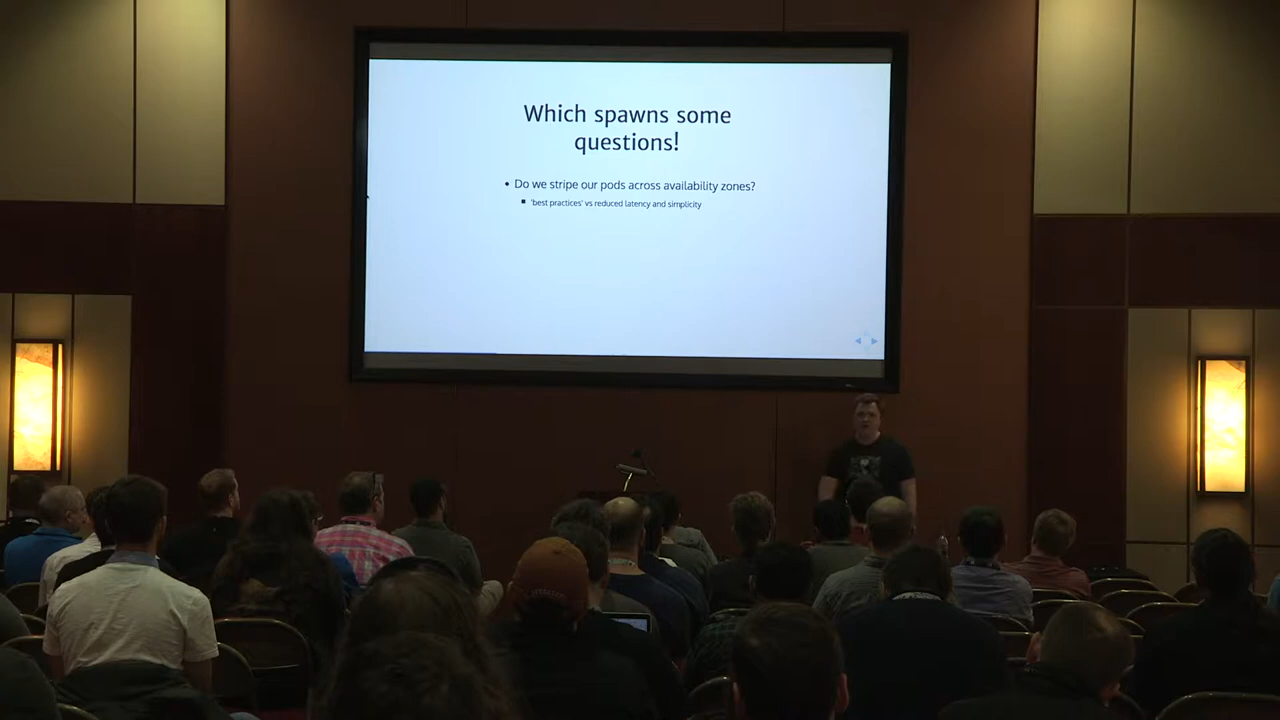 Which spawns some
questions!
• Do we stripe our pods across availability zones?
▪ 'best practices' vs reduced latency and simplicity